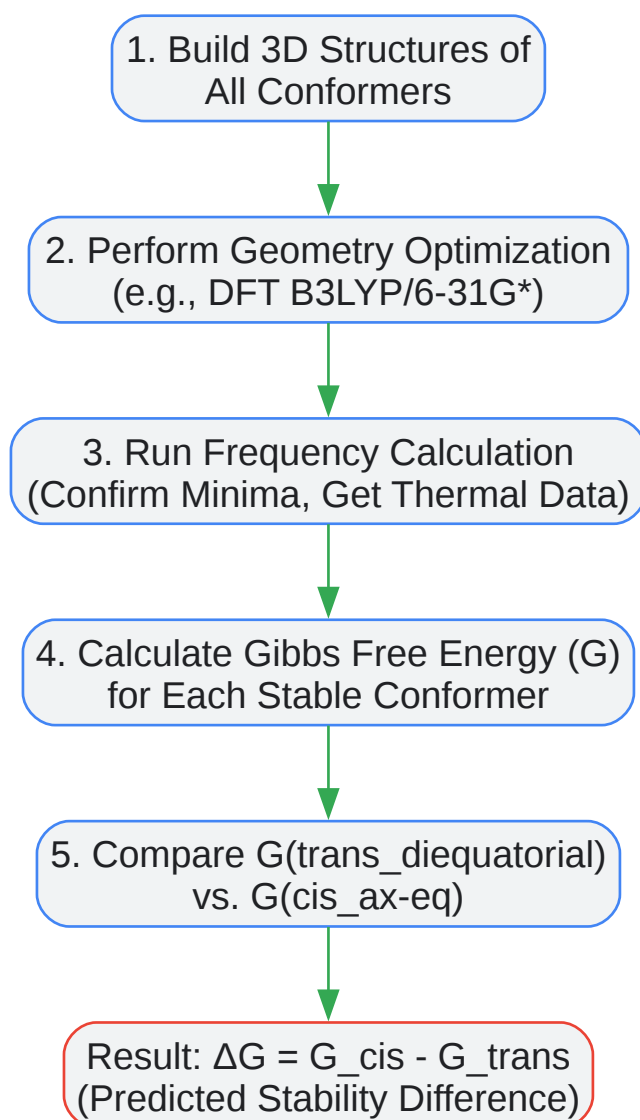 1. Build 3D Structures of
All Conformers
2. Perform Geometry Optimization
(e.g., DFT B3LYP/6-31G*)
3. Run Frequency Calculation
(Confirm Minima, Get Thermal Data)
4. Calculate Gibbs Free Energy (G)
for Each Stable Conformer
5. Compare G(trans_diequatorial)
vs. G(cis_ax-eq)
Result: ΔG = G_cis - G_trans
(Predicted Stability Difference)